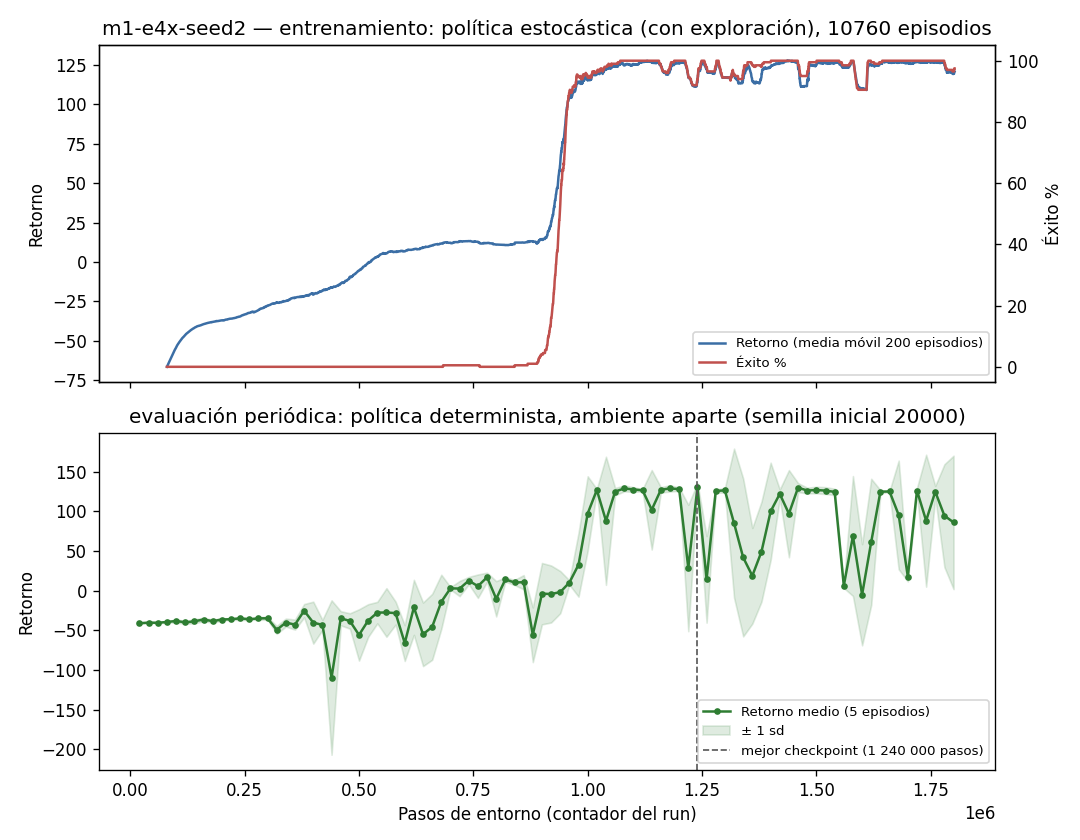 m1-e4x-seed2 — entrenamiento: política estocástica (con exploración), 10760 episodios
125
100
75
50
25
0
−25
−50
−75
Retorno
100
80
60
40
20
0
Éxito %
Retorno (media móvil 200 episodios)
Éxito %
evaluación periódica: política determinista, ambiente aparte (semilla inicial 20000)
150
100
50
0
−50
−100
−150
−200
Retorno
Retorno medio (5 episodios)
± 1 sd
mejor checkpoint (1 240 000 pasos)
0.00 0.25 0.50 0.75 1.00 1.25 1.50 1.75
1e6
Pasos de entorno (contador del run)